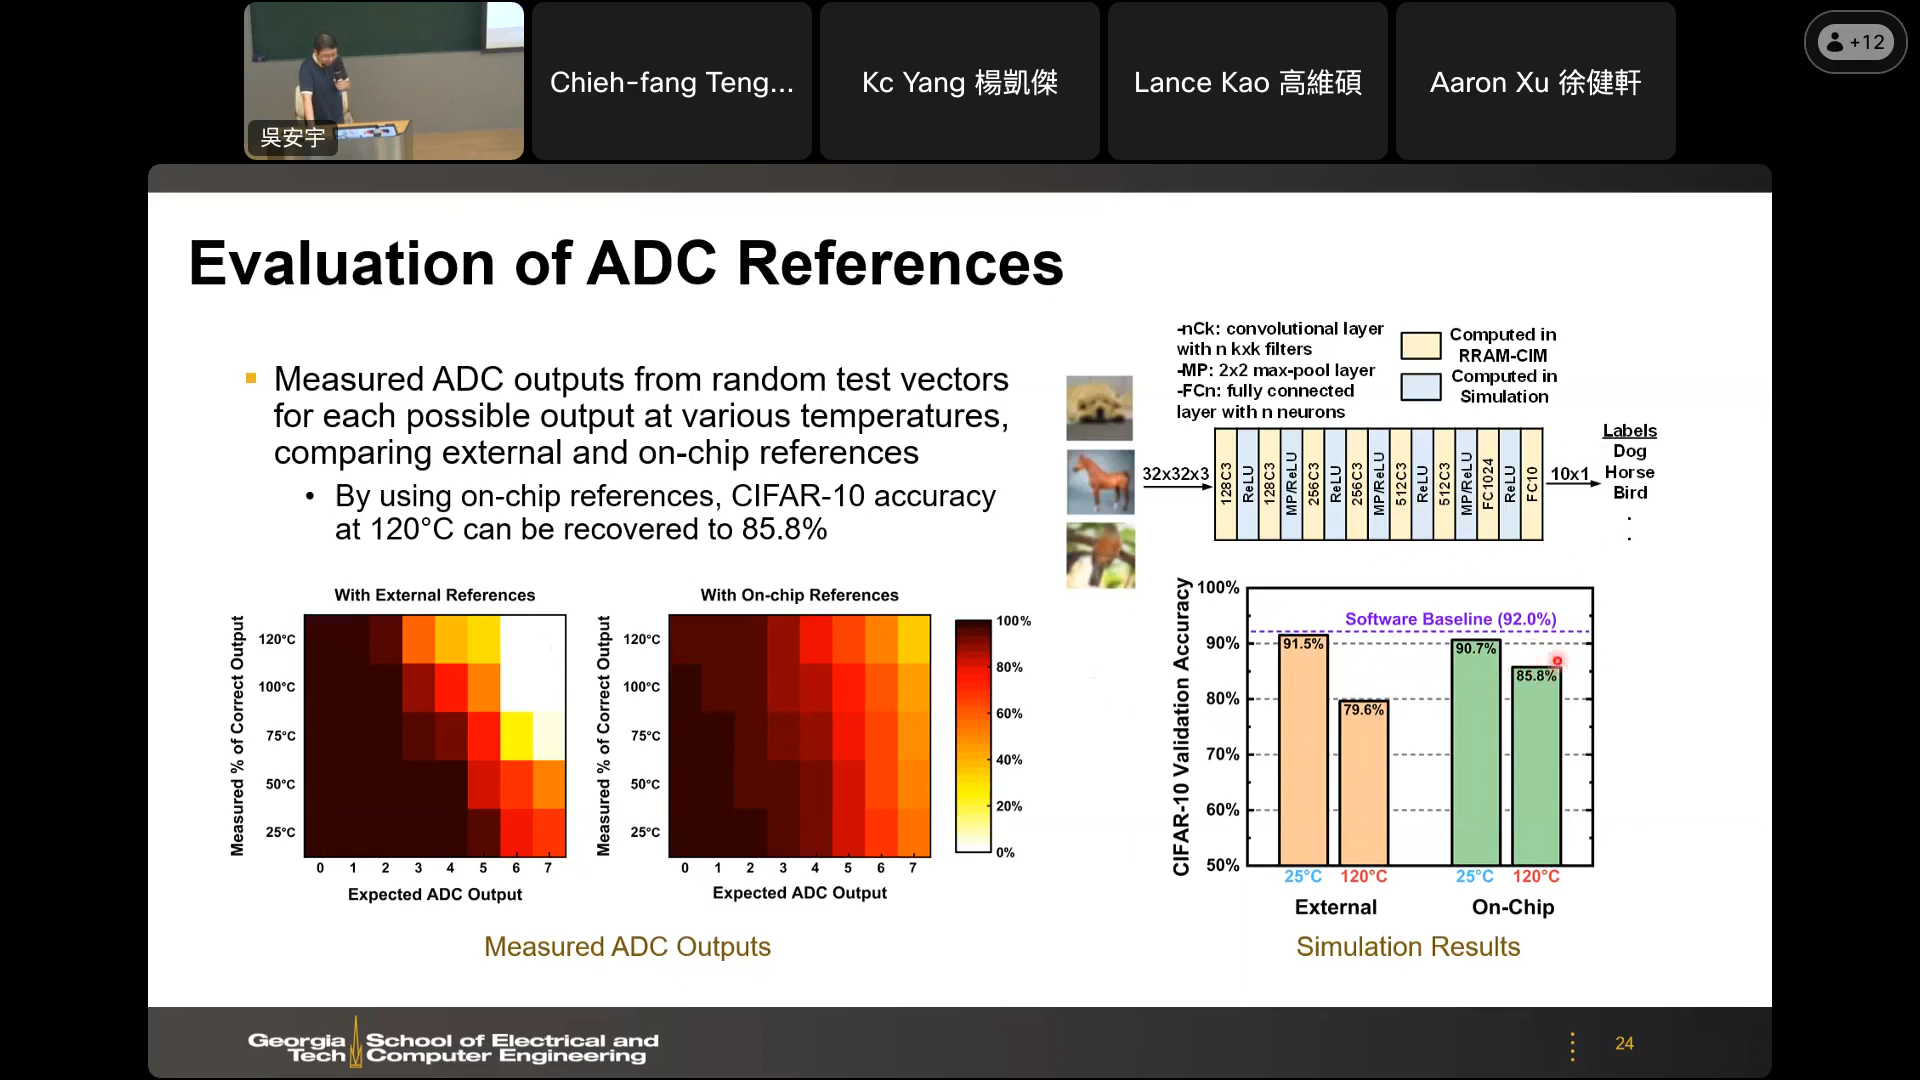 吳安宇
Chieh-fang Teng...
Kc Yang 楊凱傑
Lance Kao 高維碩
Aaron Xu 徐健軒
+12
Evaluation of ADC References
Measured ADC outputs from random test vectors
for each possible output at various temperatures,
comparing external and on-chip references
• By using on-chip references, CIFAR-10 accuracy
at 120°C can be recovered to 85.8%
-nCk: convolutional layer
with n kxk filters
-MP: 2x2 max-pool layer
-FCn: fully connected
layer with n neurons
Computed in
RRAM-CIM
Computed in
Simulation
32x32x3
128C3
ReLU
128C3
MP/ReLU
256C3
ReLU
256C3
MP/ReLU
512C3
ReLU
512C3
MP/ReLU
FC1024
ReLU
FC10
10x1
Labels
Dog
Horse
Bird
.
.
With External References
Measured % of Correct Output
120°C
100°C
75°C
50°C
25°C
0 1 2 3 4 5 6 7
Expected ADC Output
With On-chip References
Measured % of Correct Output
120°C
100°C
75°C
50°C
25°C
0 1 2 3 4 5 6 7
Expected ADC Output
100%
80%
60%
40%
20%
0%
Measured ADC Outputs
CIFAR-10 Validation Accuracy
100%
90%
80%
70%
60%
50%
Software Baseline (92.0%)
91.5%
79.6%
90.7%
85.8%
25°C 120°C 25°C 120°C
External On-Chip
Simulation Results
Georgia School of Electrical and
Tech Computer Engineering
24